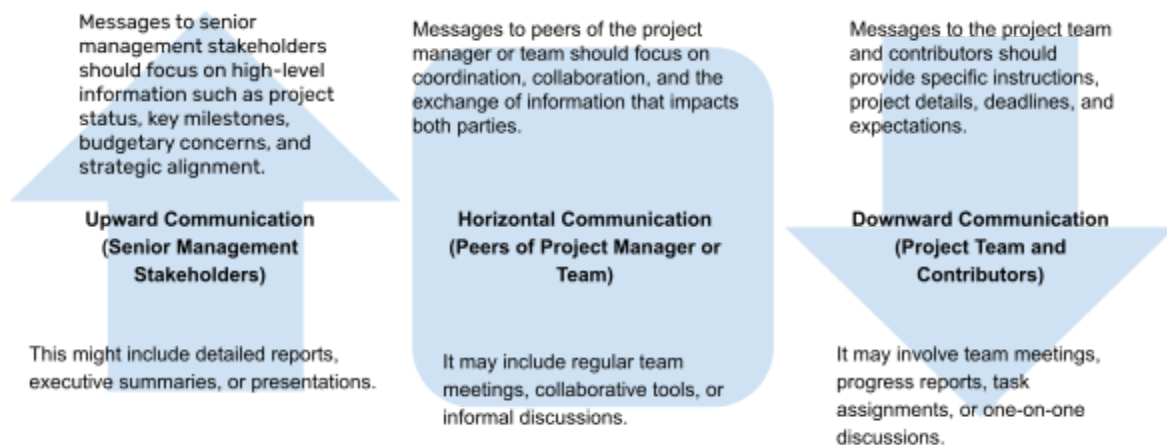 Messages to senior
management stakeholders
should focus on high-level
information such as project
status, key milestones,
budgetary concerns, and
strategic alignment.
Upward Communication
(Senior Management
Stakeholders)
This might include detailed reports,
executive summaries, or presentations.
Messages to peers of the project
manager or team should focus on
coordination, collaboration, and the
exchange of information that impacts
both parties.
Horizontal Communication
(Peers of Project Manager or
Team)
It may include regular team
meetings, collaborative tools, or
informal discussions.
Messages to the project team
and contributors should
provide specific instructions,
project details, deadlines, and
expectations.
Downward Communication
(Project Team and
Contributors)
It may involve team meetings,
progress reports, task
assignments, or one-on-one
discussions.